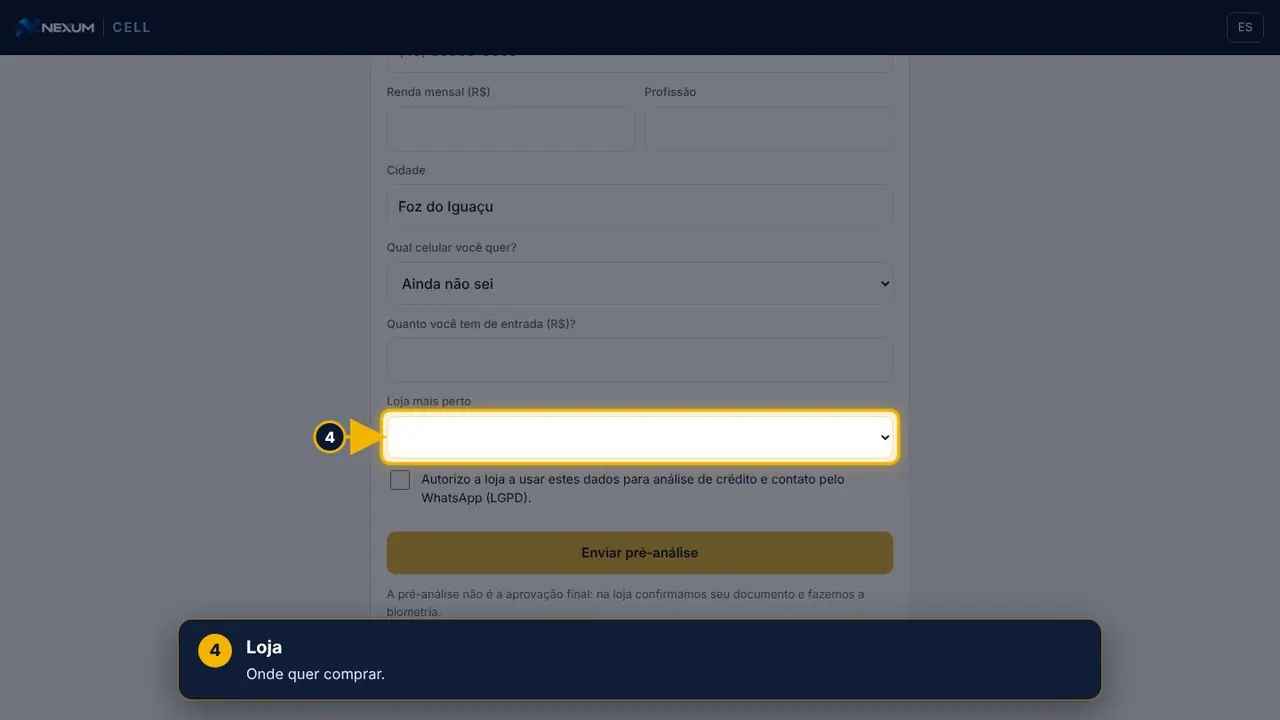 NEXUM CELL
ES
Renda mensal (R$)
Profissão
Cidade
Foz do Iguaçu
Qual celular você quer?
Ainda não sei
Quanto você tem de entrada (R$)?
Loja mais perto
4
Autorizo a loja a usar estes dados para análise de crédito e contato pelo
WhatsApp (LGPD).
Enviar pré-análise
A pré-análise não é a aprovação final: na loja confirmamos seu documento e fazemos a
biometria.
4
Loja
Onde quer comprar.